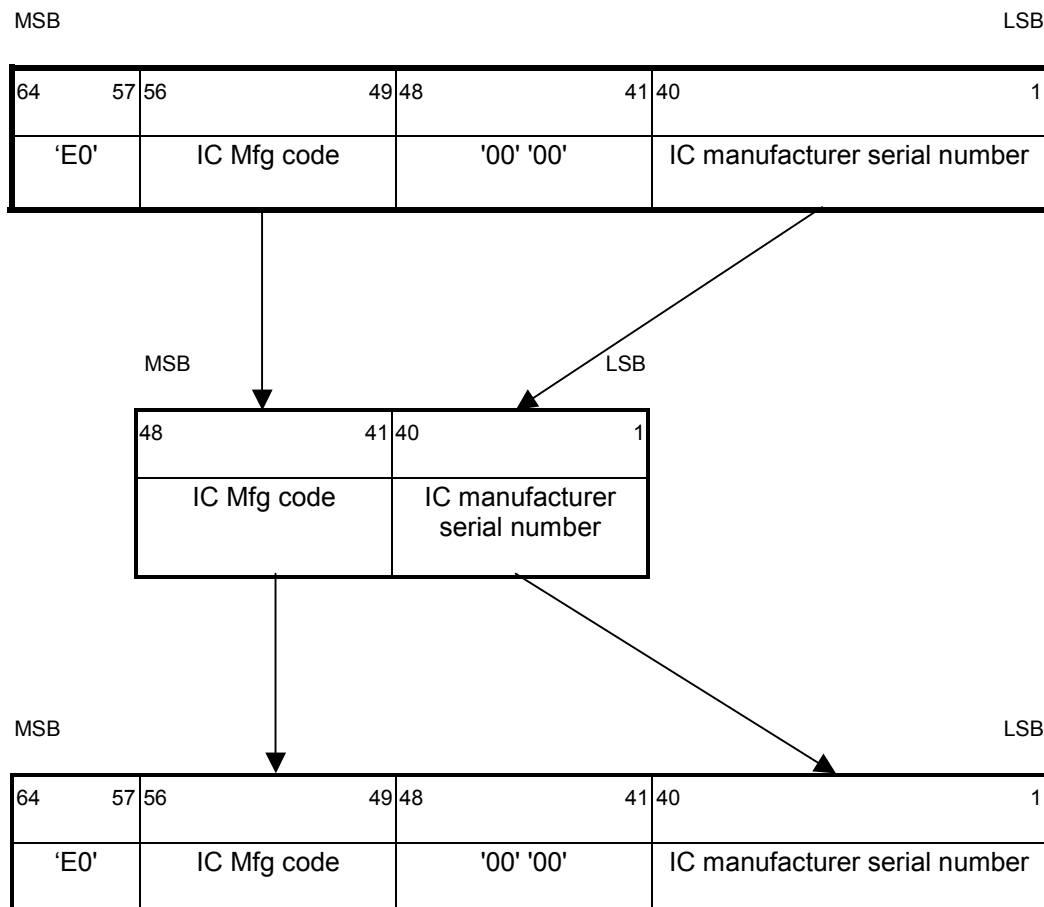 MSB LSB
64 57 56 49 48 41 40 1
‘E0' IC Mfg code '00' '00' IC manufacturer serial number
MSB LSB
48 41 40 1
IC Mfg code IC manufacturer
serial number
MSB LSB
64 57 56 49 48 41 40 1
‘E0' IC Mfg code '00' '00' IC manufacturer serial number